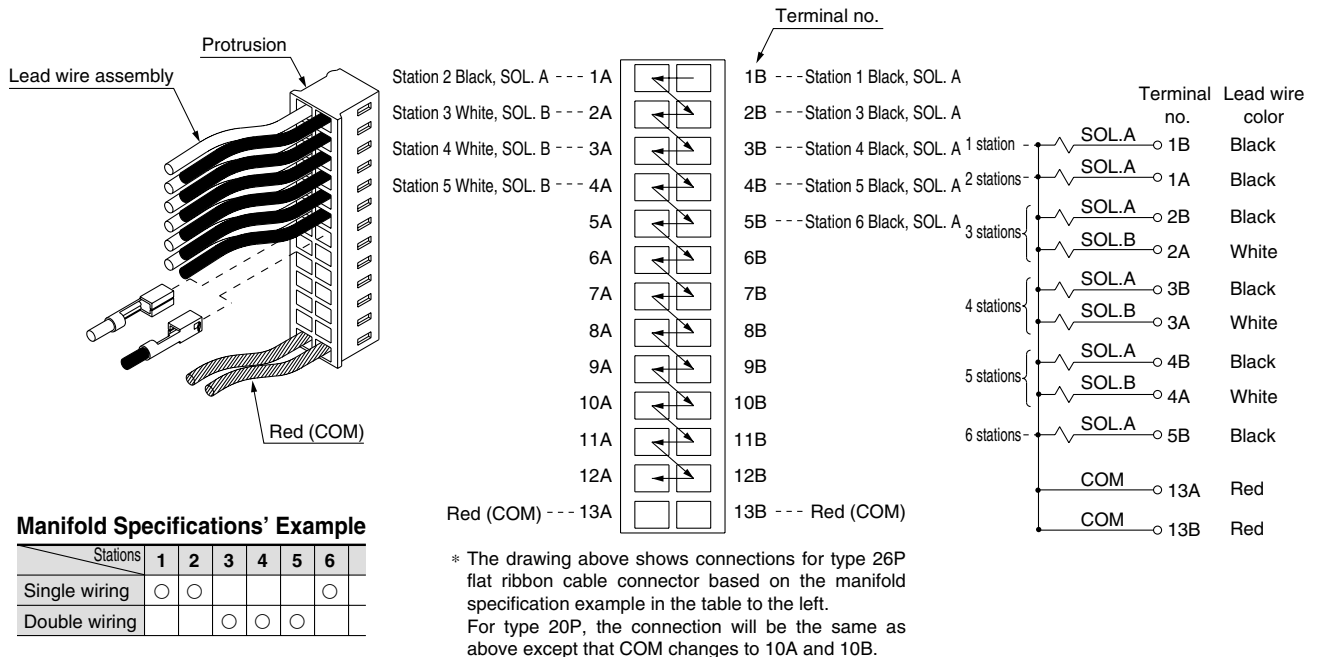 Terminal no.
Protrusion
Lead wire assembly
Red (COM)
Station 2 Black, SOL. A --- 1A
1B --- Station 1 Black, SOL. A
Station 3 White, SOL. B --- 2A
2B --- Station 3 Black, SOL. A
Station 4 White, SOL. B --- 3A
3B --- Station 4 Black, SOL. A
Station 5 White, SOL. B --- 4A
4B --- Station 5 Black, SOL. A
5A
5B --- Station 6 Black, SOL. A
6A 6B
7A 7B
8A 8B
9A 9B
10A 10B
11A 11B
12A 12B
Red (COM) --- 13A
13B --- Red (COM)
Terminal no. Lead wire color
1 station SOL.A 1B Black
2 stations SOL.A 1A Black
3 stations
SOL.A 2B Black
SOL.B 2A White
4 stations
SOL.A 3B Black
SOL.B 3A White
5 stations
SOL.A 4B Black
SOL.B 4A White
6 stations SOL.A 5B Black
COM 13A Red
COM 13B Red
Manifold Specifications' Example
Stations 1 2 3 4 5 6
Single wiring ○ ○ ○
Double wiring ○ ○ ○
* The drawing above shows connections for type 26P
flat ribbon cable connector based on the manifold
specification example in the table to the left.
For type 20P, the connection will be the same as
above except that COM changes to 10A and 10B.